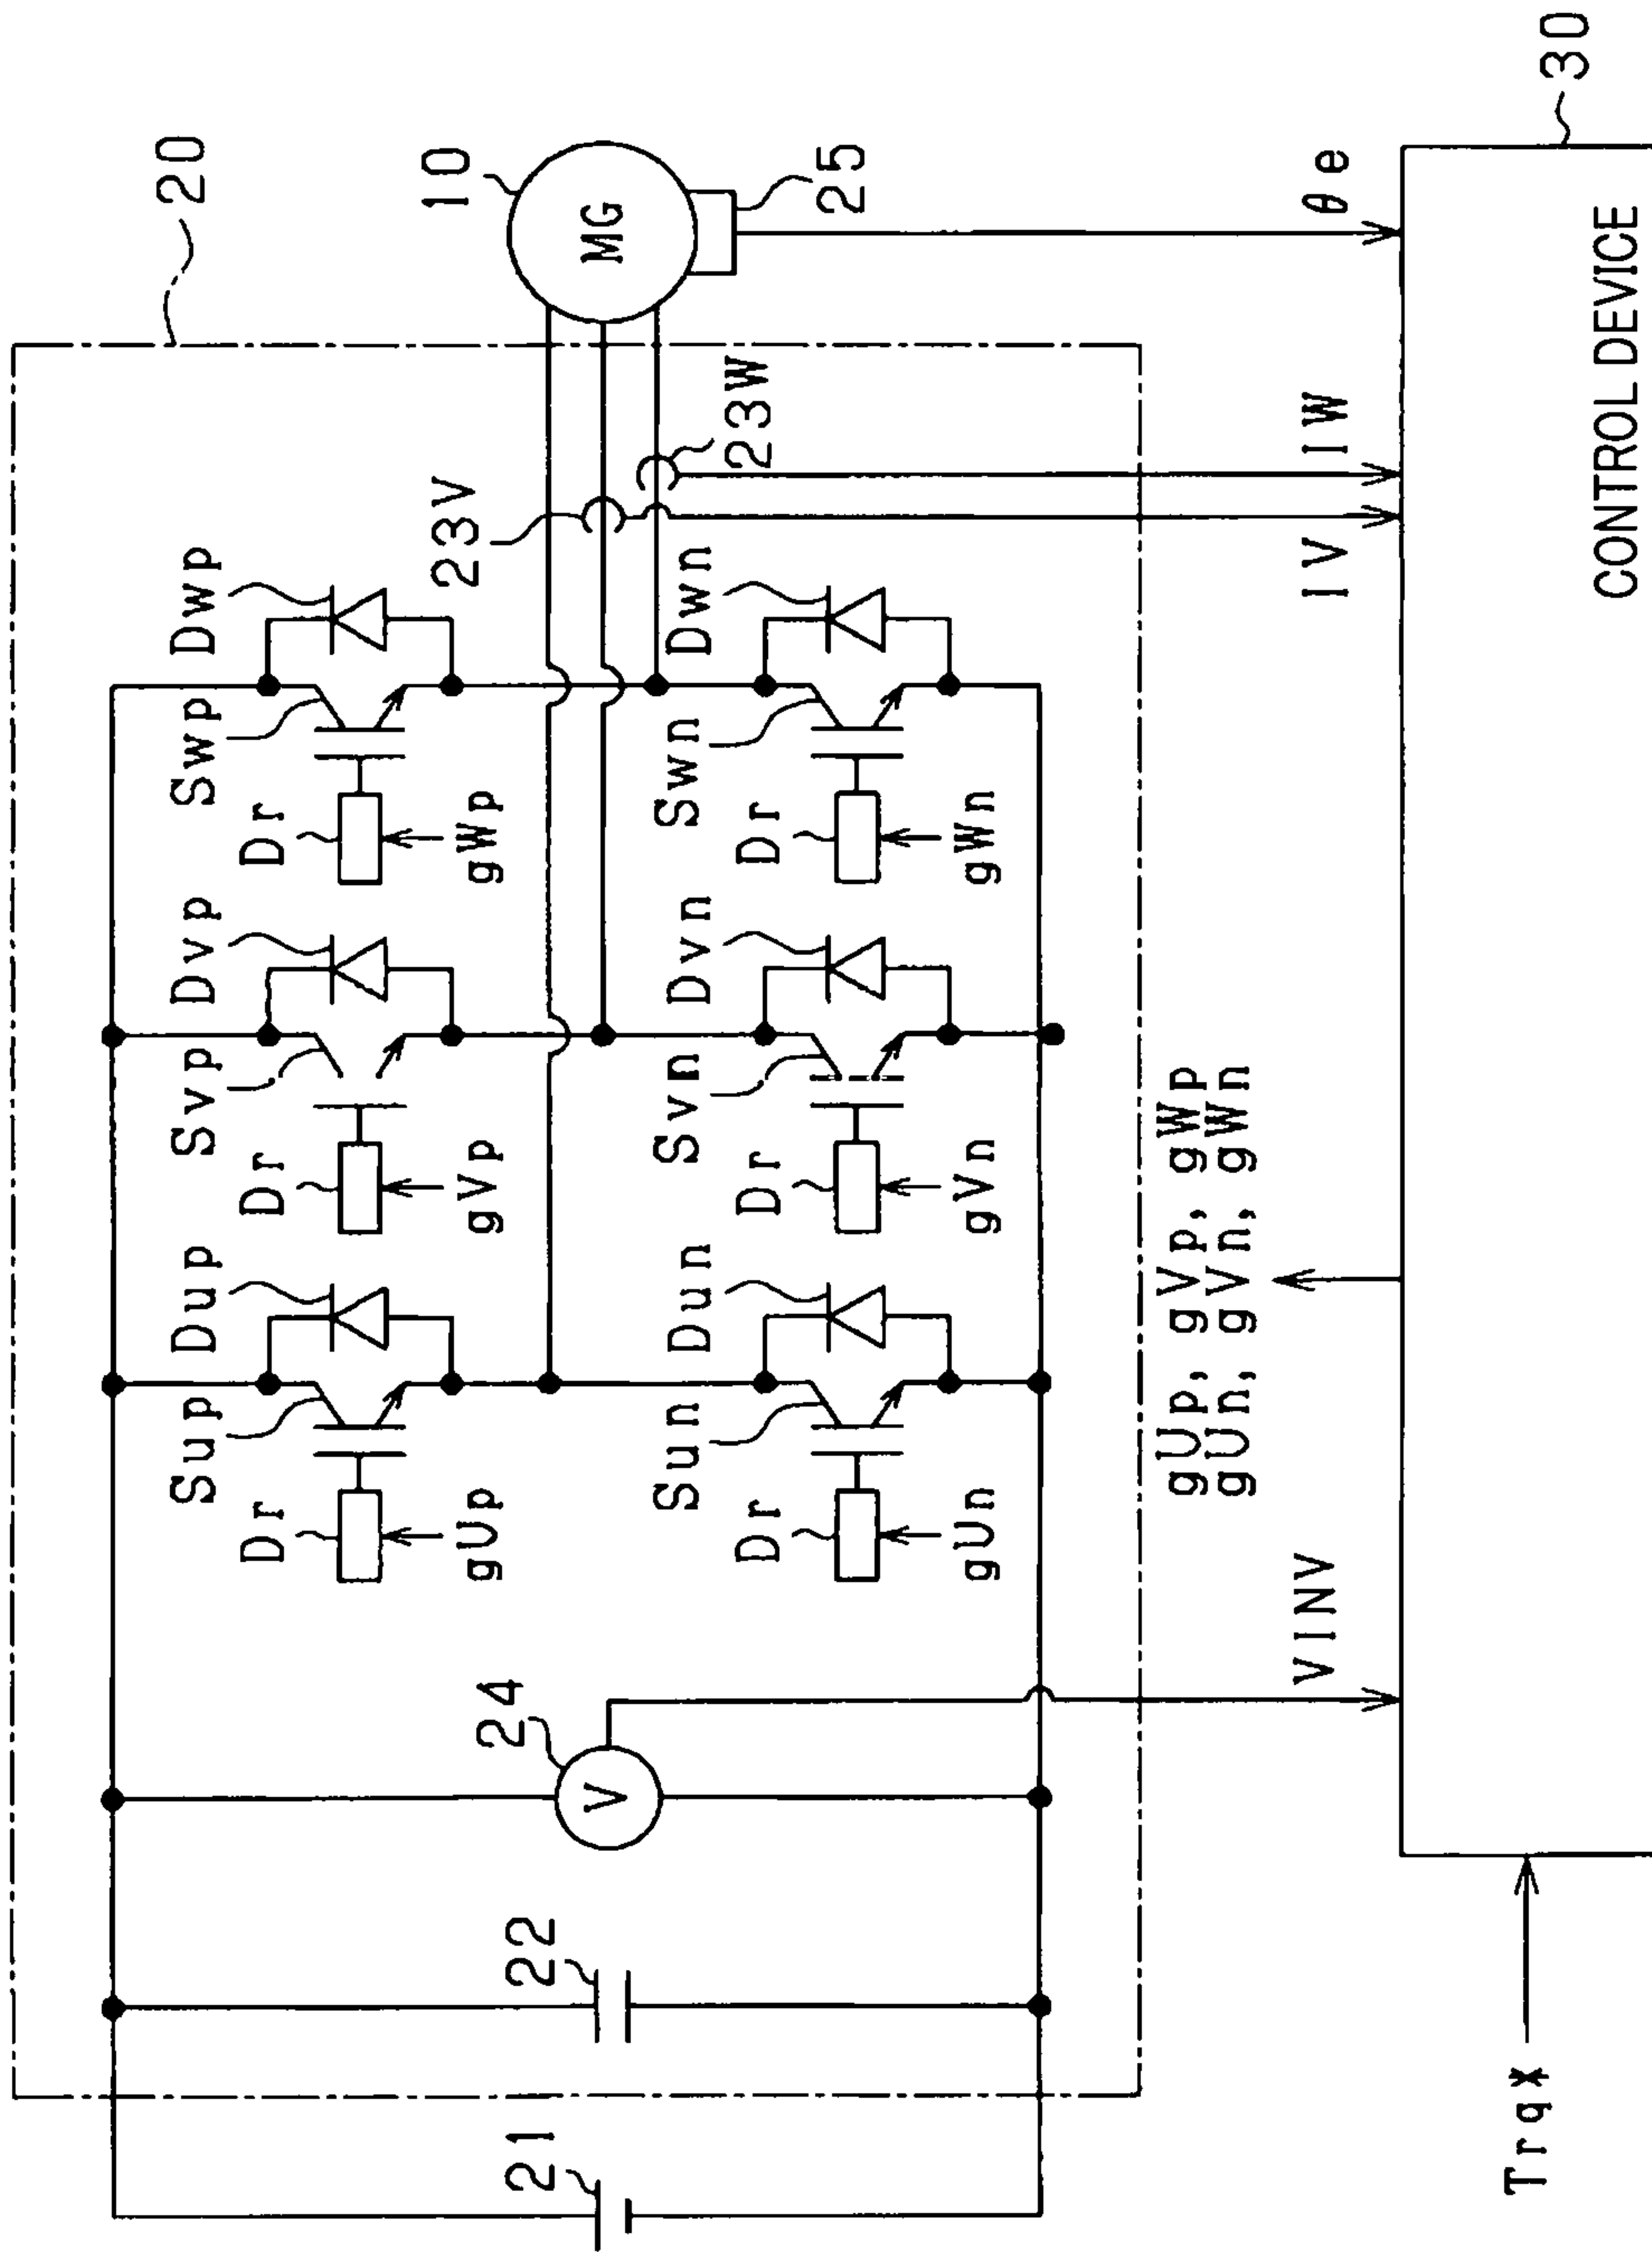 20
10
MG
25
Dwp
Swp
Dr
gWp
Dvp
Svp
Dr
gVp
Dup
Sup
Dr
gUp
23V
23W
Dwn
Swn
Dr
gWn
Dvn
Svn
Dr
gVn
Dun
Sun
Dr
gUn
24
V
22
21
VINV
gUp, gVp, gWp
gUn, gVn, gWn
IV
IW
θe
30
CONTROL DEVICE
Trq*